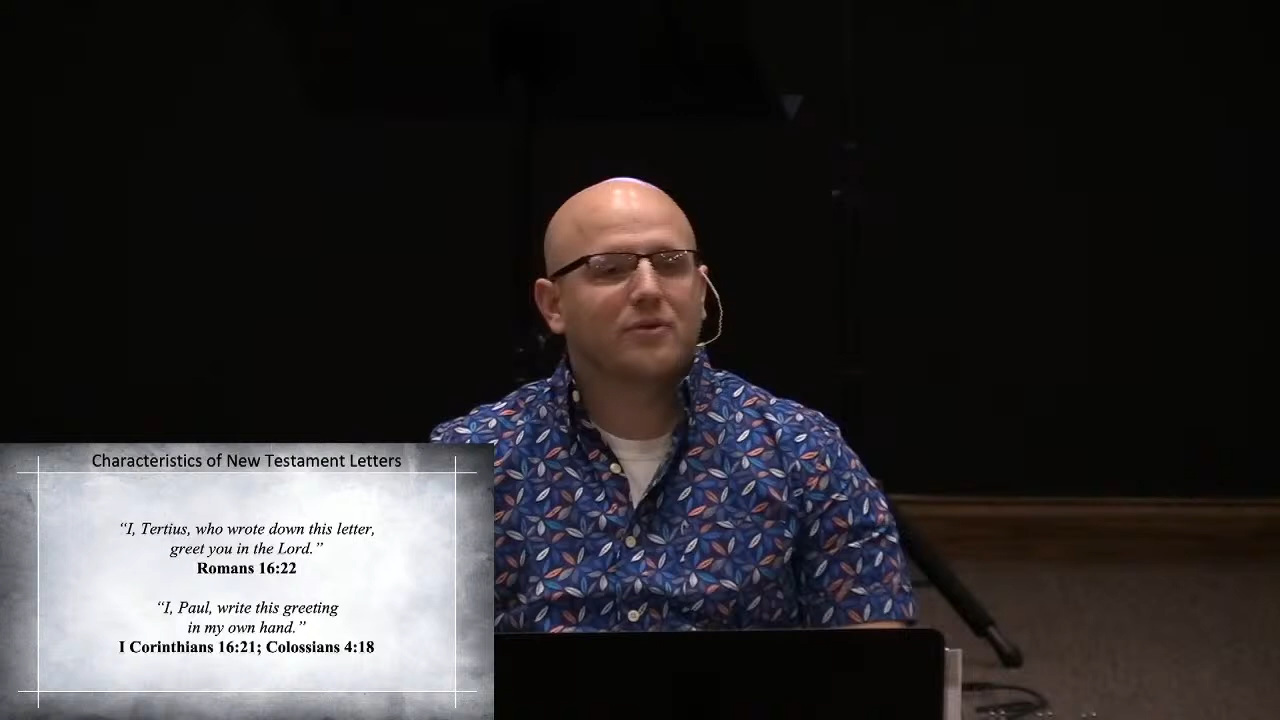 Characteristics of New Testament Letters
“I, Tertius, who wrote down this letter,
greet you in the Lord.”
Romans 16:22
“I, Paul, write this greeting
in my own hand.”
I Corinthians 16:21; Colossians 4:18